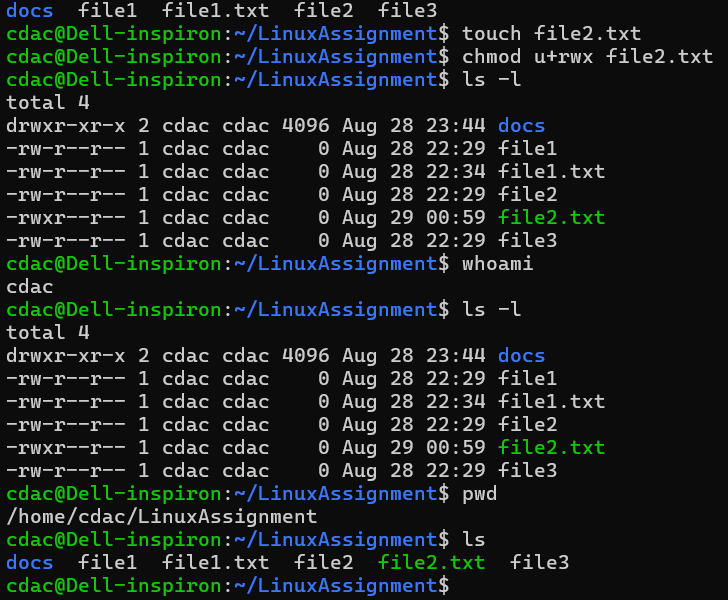 docs  file1  file1.txt  file2  file3
cdac@Dell-inspiron:~/LinuxAssignment$ touch file2.txt
cdac@Dell-inspiron:~/LinuxAssignment$ chmod u+rwx file2.txt
cdac@Dell-inspiron:~/LinuxAssignment$ ls -l
total 4
drwxr-xr-x 2 cdac cdac 4096 Aug 28 23:44 docs
-rw-r--r-- 1 cdac cdac    0 Aug 28 22:29 file1
-rw-r--r-- 1 cdac cdac    0 Aug 28 22:34 file1.txt
-rw-r--r-- 1 cdac cdac    0 Aug 28 22:29 file2
-rwxr--r-- 1 cdac cdac    0 Aug 29 00:59 file2.txt
-rw-r--r-- 1 cdac cdac    0 Aug 28 22:29 file3
cdac@Dell-inspiron:~/LinuxAssignment$ whoami
cdac
cdac@Dell-inspiron:~/LinuxAssignment$ ls -l
total 4
drwxr-xr-x 2 cdac cdac 4096 Aug 28 23:44 docs
-rw-r--r-- 1 cdac cdac    0 Aug 28 22:29 file1
-rw-r--r-- 1 cdac cdac    0 Aug 28 22:34 file1.txt
-rw-r--r-- 1 cdac cdac    0 Aug 28 22:29 file2
-rwxr--r-- 1 cdac cdac    0 Aug 29 00:59 file2.txt
-rw-r--r-- 1 cdac cdac    0 Aug 28 22:29 file3
cdac@Dell-inspiron:~/LinuxAssignment$ pwd
/home/cdac/LinuxAssignment
cdac@Dell-inspiron:~/LinuxAssignment$ ls
docs  file1  file1.txt  file2  file2.txt  file3
cdac@Dell-inspiron:~/LinuxAssignment$